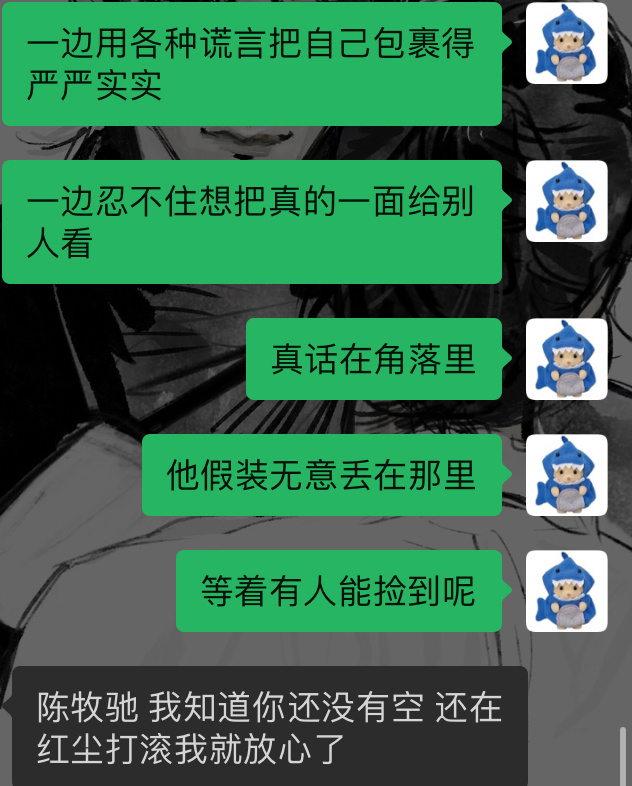 一边用各种谎言把自己包裹得
严严实实
一边忍不住想把真的一面给别
人看
真话在角落里
他假装无意丢在那里
等着有人能捡到呢
陈牧驰 我知道你还没有空 还在
红尘打滚我就放心了